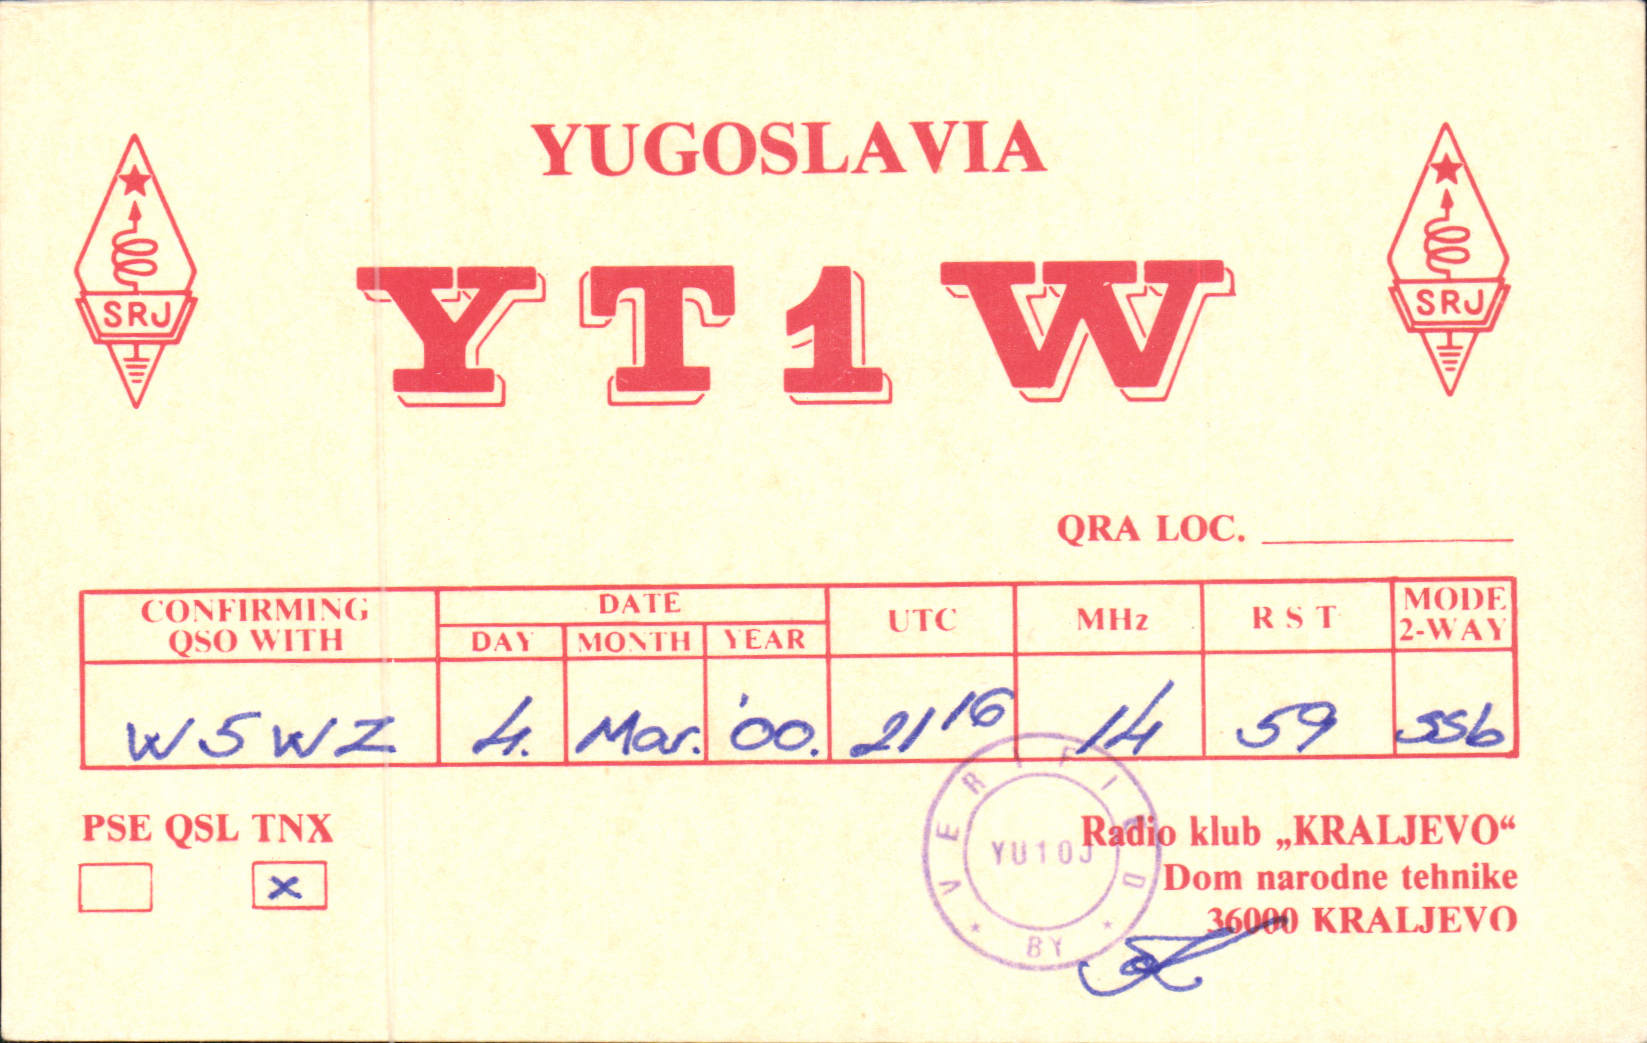 YUGOSLAVIA
SRJ
YT1W
SRJ
QRA LOC.
CONFIRMING QSO WITH
DATE
DAY MONTH YEAR
UTC
MHz
RST
MODE 2-WAY
W5WZ 4. Mar. '00. 21 16 14 59 SSb
PSE QSL TNX
x
VERIFIED
YU1OJ
BY
Radio klub „KRALJEVO“
Dom narodne tehnike
36000 KRALJEVO